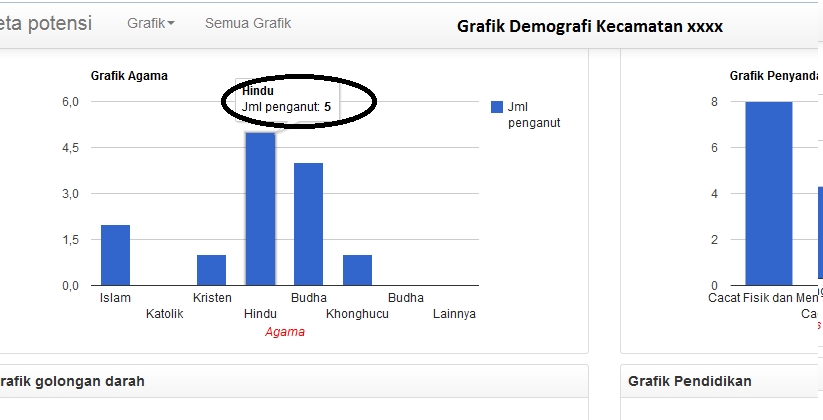 eta potensi Grafik Semua Grafik Grafik Demografi Kecamatan xxxx
Grafik Agama
Hindu
Jml penganut: 5
6,0
4,5
3,0
1,5
0,0
Jml
penganut
Islam Kristen Budha Budha
Katolik Hindu Khonghucu Lainnya
Agama
Grafik Penyanda
8
6
4
2
0
Cacat Fisik dan Men
Ca
rafik golongan darah
Grafik Pendidikan